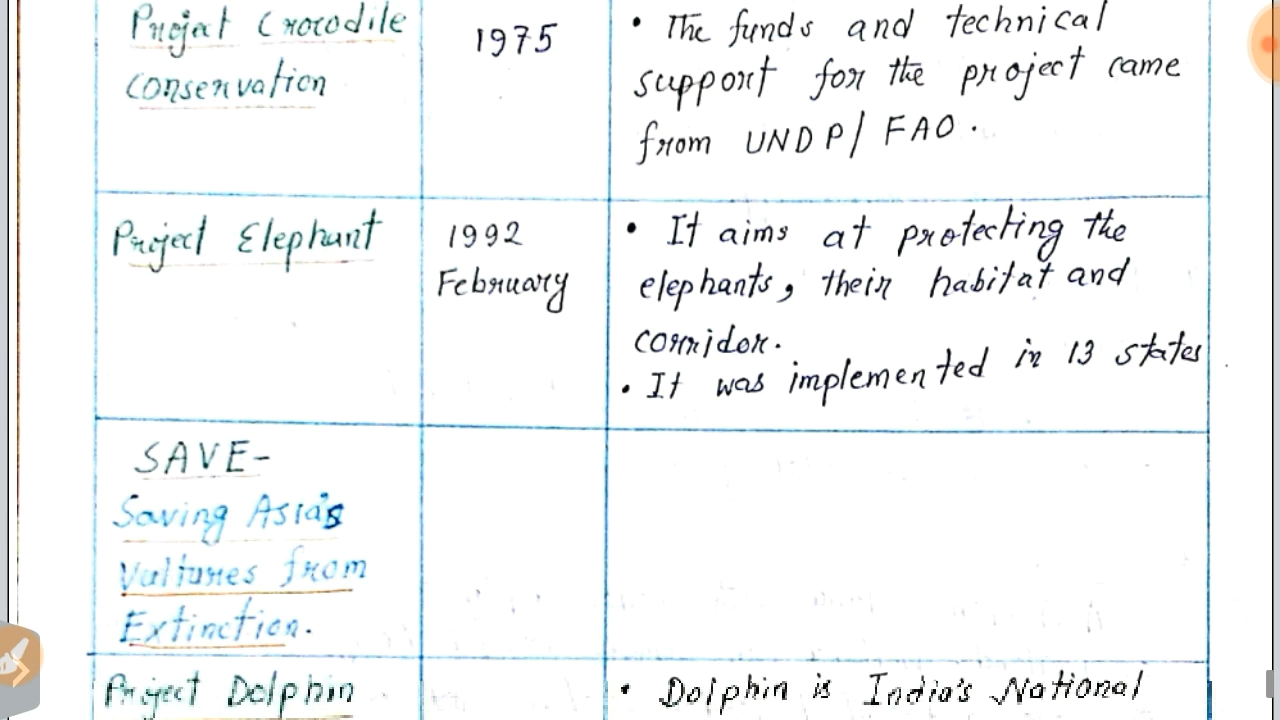 Project Crocodile
Conservation
1975
• The funds and technical
support for the project came
from UNDP/ FAO.
Project Elephant
1992
February
• It aims at protecting the
elephants, their habitat and
corridor.
• It was implemented in 13 states
SAVE-
Saving Asia's
Vultures from
Extinction.
Project Dolphin
• Dolphin is India's National